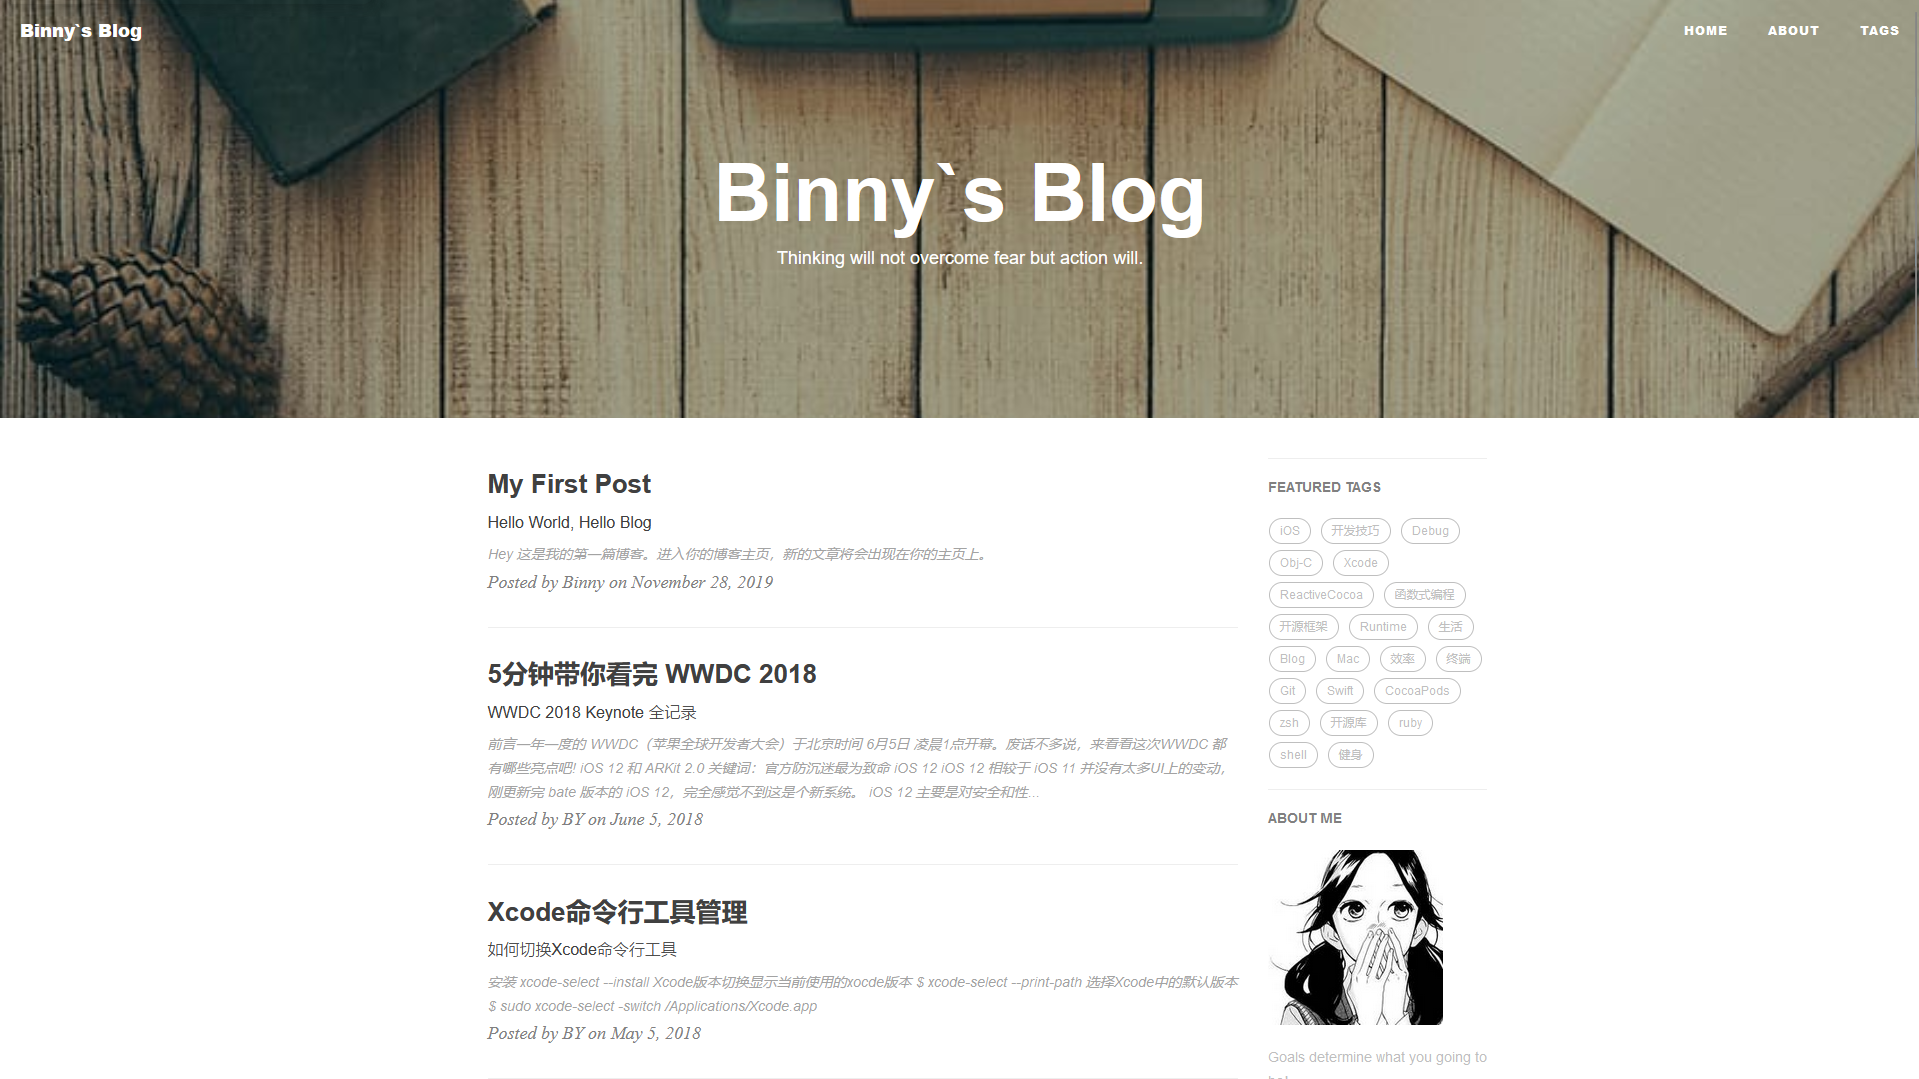 Binny`s Blog
HOME ABOUT TAGS
Binny`s Blog
Thinking will not overcome fear but action will.
My First Post
Hello World, Hello Blog
Hey 这是我的第一篇博客。进入你的博客主页，新的文章将会出现在你的主页上。
Posted by Binny on November 28, 2019
5分钟带你看完 WWDC 2018
WWDC 2018 Keynote 全记录
前言一年一度的 WWDC（苹果全球开发者大会）于北京时间 6月5日 凌晨1点开幕。废话不多说，来看看这次WWDC 都
有哪些亮点吧! iOS 12 和 ARKit 2.0 关键词：官方防沉迷最为致命 iOS 12 iOS 12 相较于 iOS 11 并没有太多UI上的变动，
刚更新完 bate 版本的 iOS 12，完全感觉不到这是个新系统。 iOS 12 主要是对安全和性...
Posted by BY on June 5, 2018
Xcode命令行工具管理
如何切换Xcode命令行工具
安装 xcode-select --install Xcode版本切换显示当前使用的xocde版本 $ xcode-select --print-path 选择Xcode中的默认版本
$ sudo xcode-select -switch /Applications/Xcode.app
Posted by BY on May 5, 2018
FEATURED TAGS
iOS 开发技巧 Debug
Obj-C Xcode
ReactiveCocoa 函数式编程
开源框架 Runtime 生活
Blog Mac 效率 终端
Git Swift CocoaPods
zsh 开源库 ruby
shell 健身
ABOUT ME
Goals determine what you going to